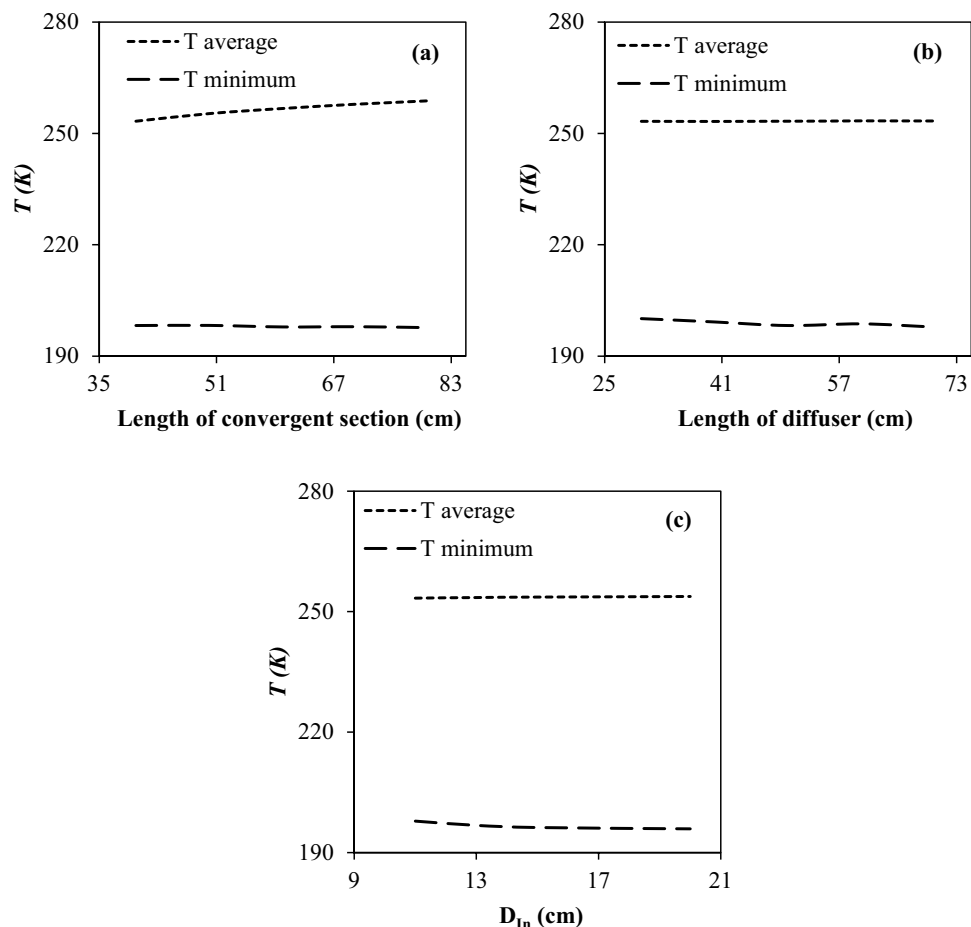 280
T average
(a)
T minimum
250
T (K)
220
190
35 51 67 83
Length of convergent section (cm)
280
T average
(b)
T minimum
250
T (K)
220
190
25 41 57 73
Length of diffuser (cm)
280
T average
(c)
T minimum
250
T (K)
220
190
9 13 17 21
D_In (cm)